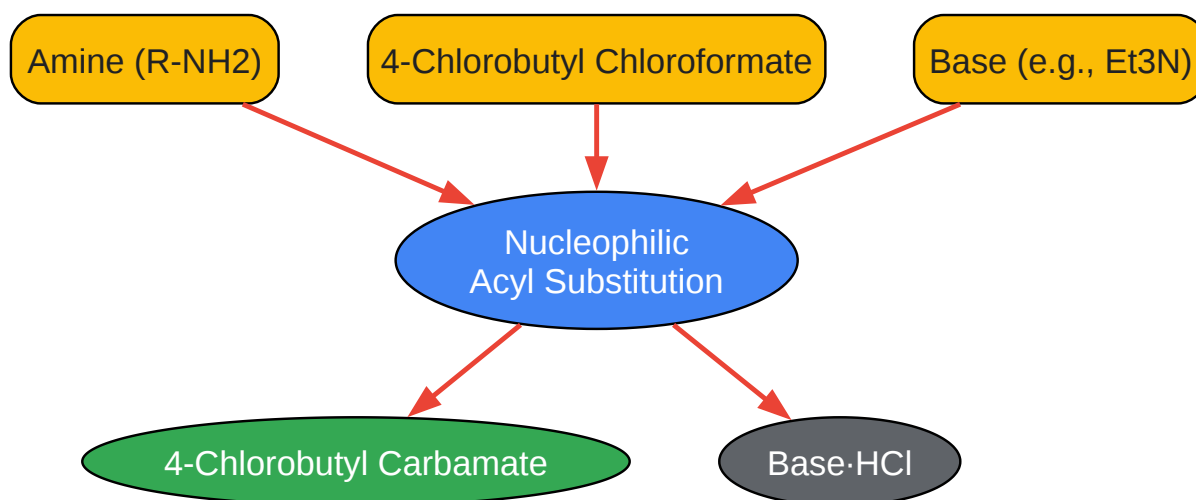 Amine (R-NH2)
4-Chlorobutyl Chloroformate
Base (e.g., Et3N)
Nucleophilic
Acyl Substitution
4-Chlorobutyl Carbamate
Base·HCl